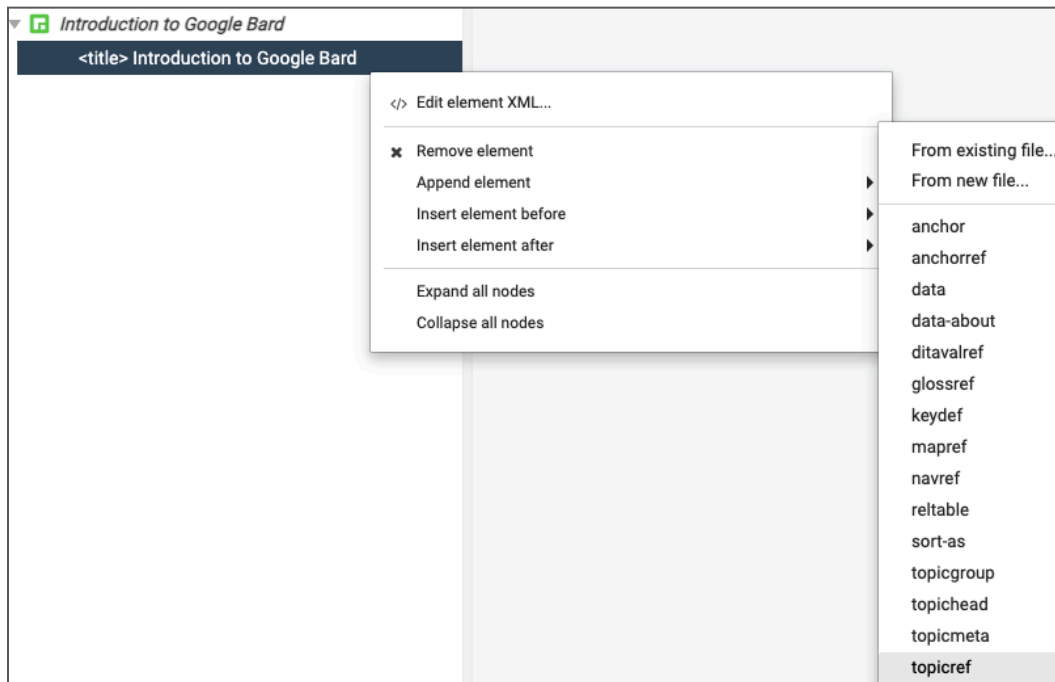 Introduction to Google Bard
<title> Introduction to Google Bard
</> Edit element XML...
Remove element
Append element
Insert element before
Insert element after
Expand all nodes
Collapse all nodes
From existing file...
From new file...
anchor
anchorref
data
data-about
ditavalref
glossref
keydef
mapref
navref
reltable
sort-as
topicgroup
topichead
topicmeta
topicref